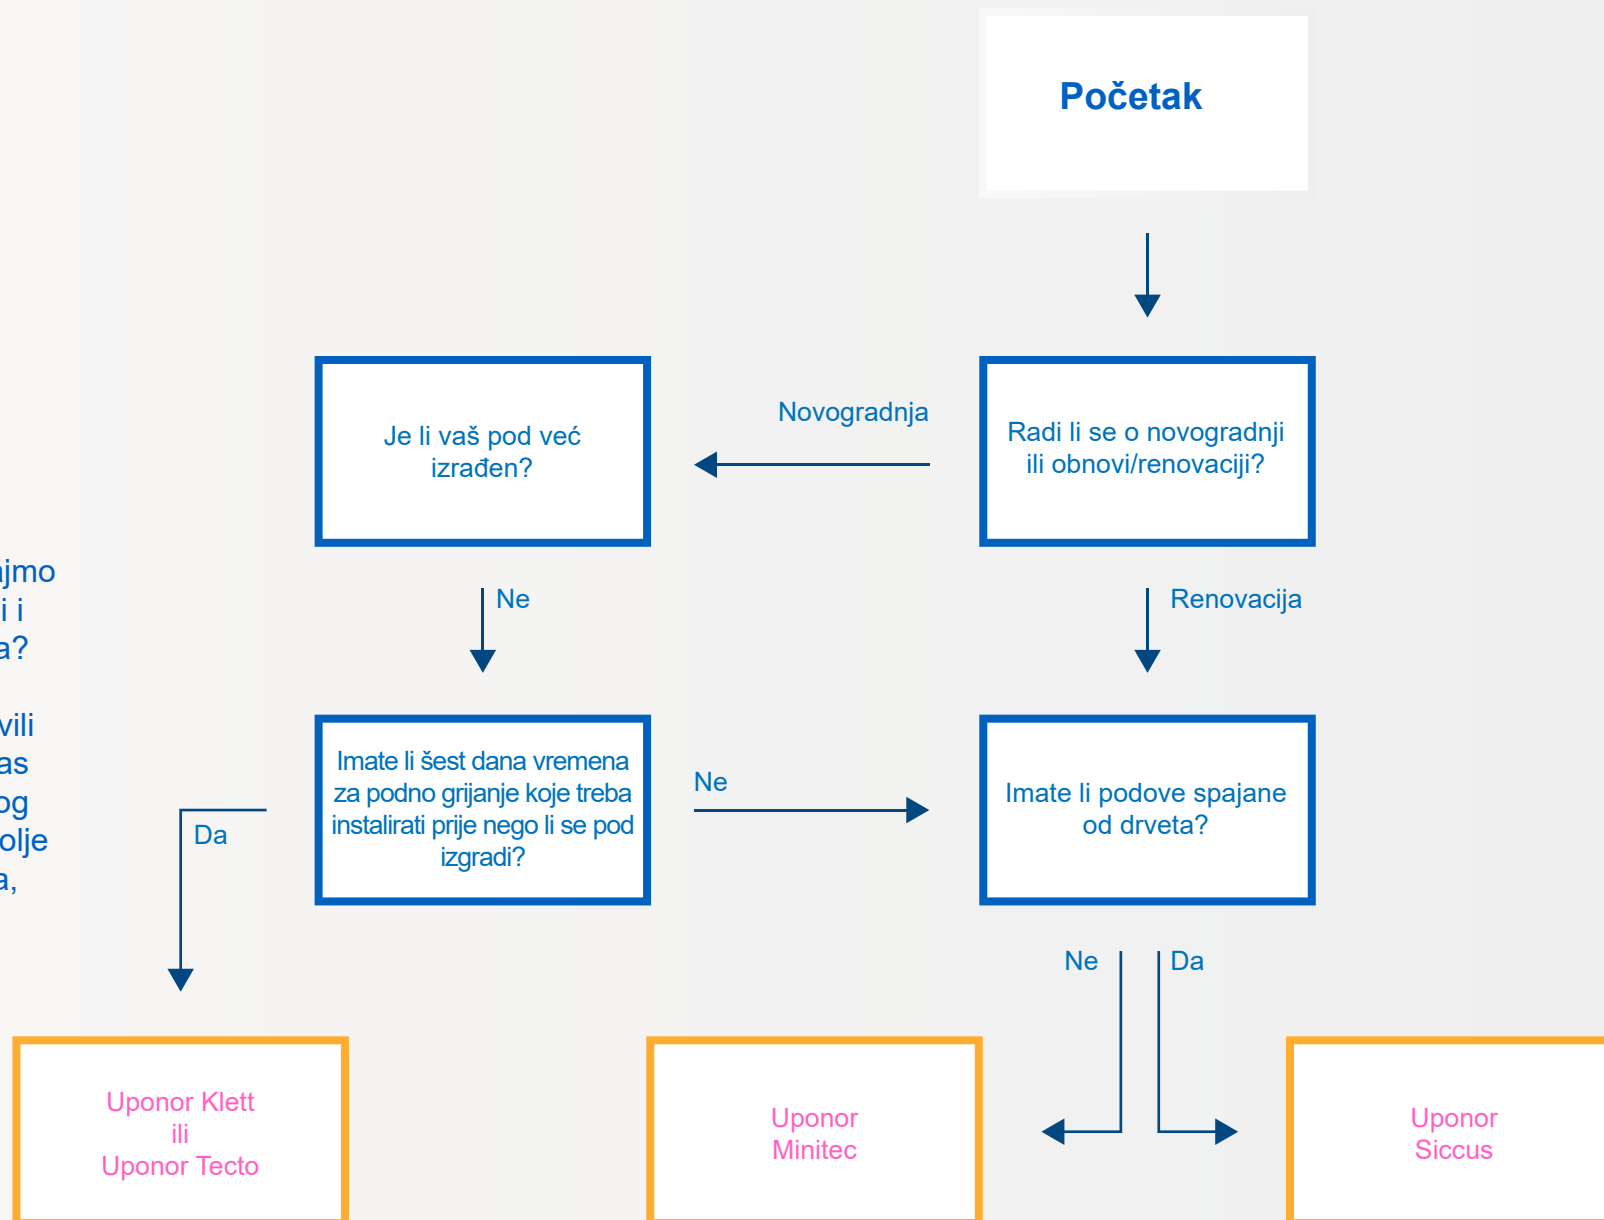 Početak
Novogradnja
Je li vaš pod već
izrađen?
Radi li se o novogradnji
ili obnovi/renovaciji?
Ne
Renovacija
i
Imate li šest dana vremena
za podno grijanje koje treba
instalirati prije nego li se pod
izgradi?
Ne
Imate li podove spajane
od drveta?
Da
Ne
Da
Uponor Klett
ili
Uponor Tecto
Uponor
Minitec
Uponor
Siccus